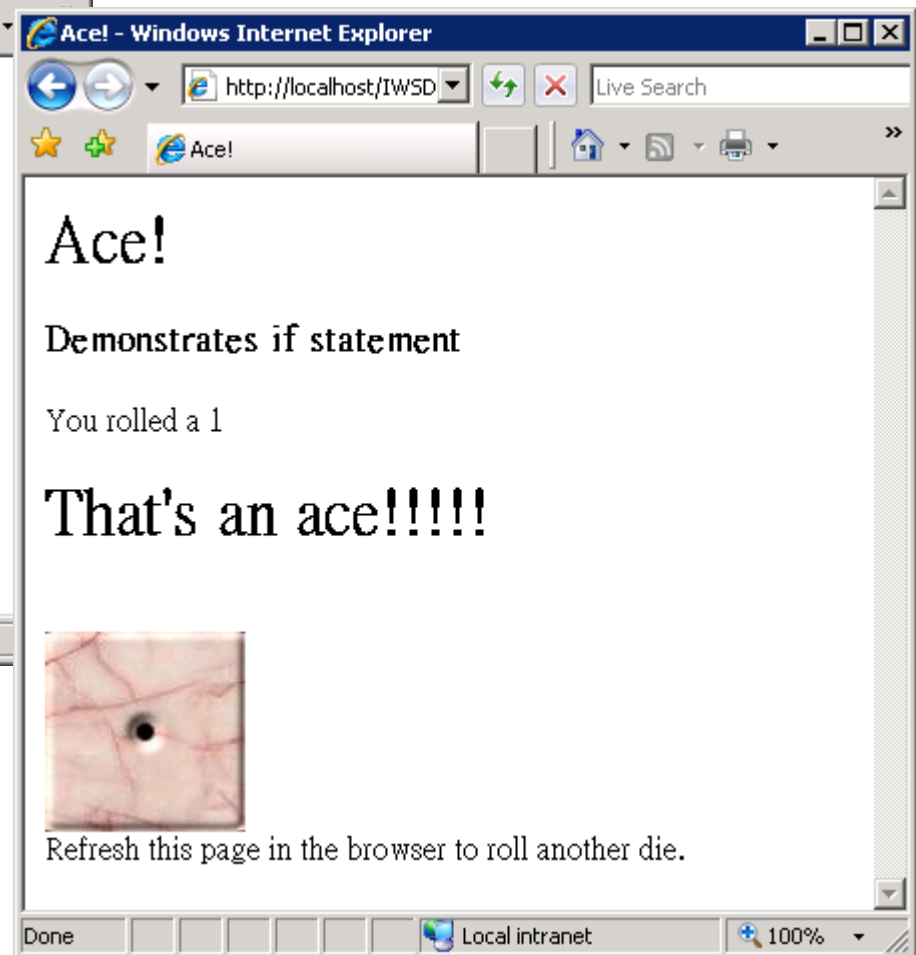 Ace! - Windows Internet Explorer
http://localhost/IWSD
Live Search
Ace!
»
Ace!
Demonstrates if statement
You rolled a 1
That's an ace!!!!!
Refresh this page in the browser to roll another die.
Done
Local intranet
100%